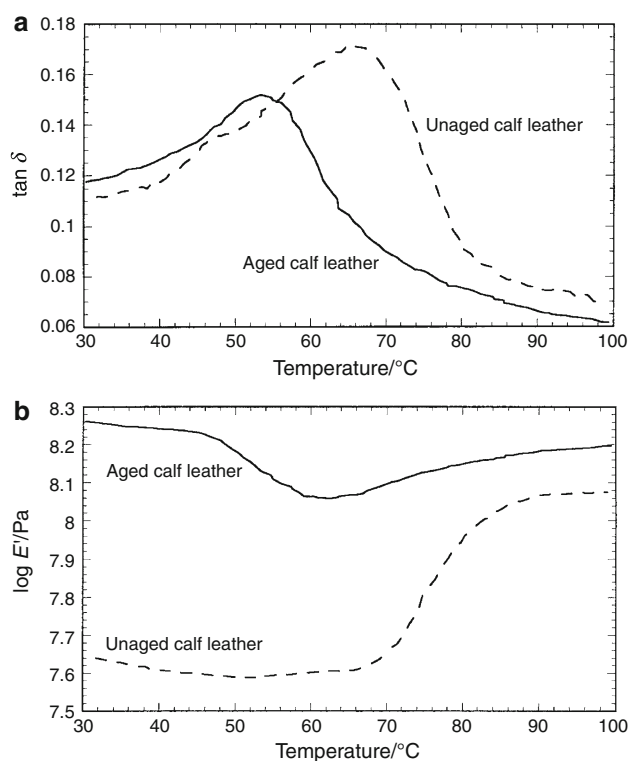 a
0.18
0.16
0.14
0.12
0.1
0.08
0.06
tan δ
Unaged calf leather
Aged calf leather
30 40 50 60 70 80 90 100
Temperature/°C
b
8.3
8.2
8.1
8
7.9
7.8
7.7
7.6
7.5
log E'/Pa
Aged calf leather
Unaged calf leather
30 40 50 60 70 80 90 100
Temperature/°C